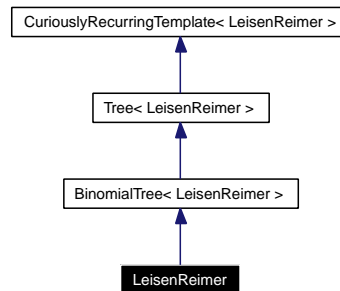 CuriouslyRecurringTemplate< LeisenReimer >
Tree< LeisenReimer >
BinomialTree< LeisenReimer >
LeisenReimer